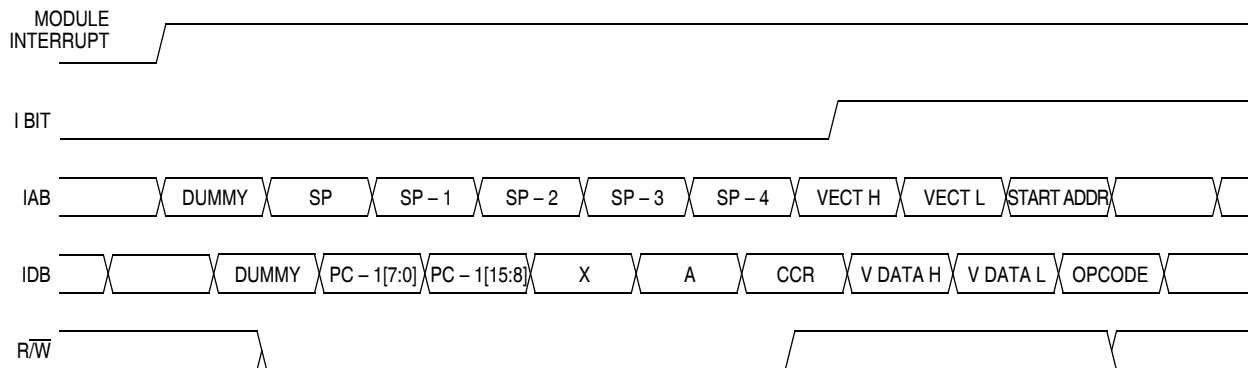 MODULE
INTERRUPT
I BIT
IAB DUMMY SP SP – 1 SP – 2 SP – 3 SP – 4 VECT H VECT L START ADDR
IDB DUMMY PC – 1[7:0] PC – 1[15:8] X A CCR V DATA H V DATA L OPCODE
R/W